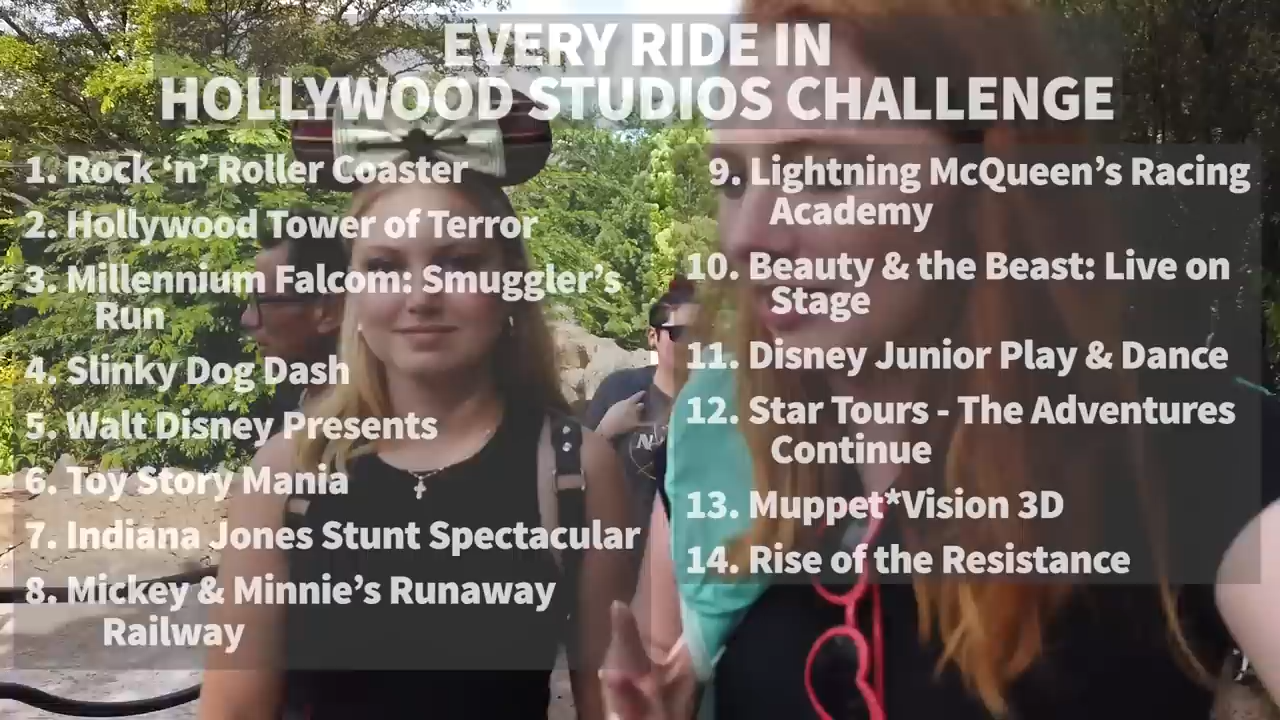 EVERY RIDE IN
HOLLYWOOD STUDIOS CHALLENGE
1. Rock ‘n’ Roller Coaster
2. Hollywood Tower of Terror
3. Millennium Falcom: Smuggler’s
Run
4. Slinky Dog Dash
5. Walt Disney Presents
6. Toy Story Mania
7. Indiana Jones Stunt Spectacular
8. Mickey & Minnie’s Runaway
Railway
9. Lightning McQueen’s Racing
Academy
10. Beauty & the Beast: Live on
Stage
11. Disney Junior Play & Dance
12. Star Tours - The Adventures
Continue
13. Muppet*Vision 3D
14. Rise of the Resistance